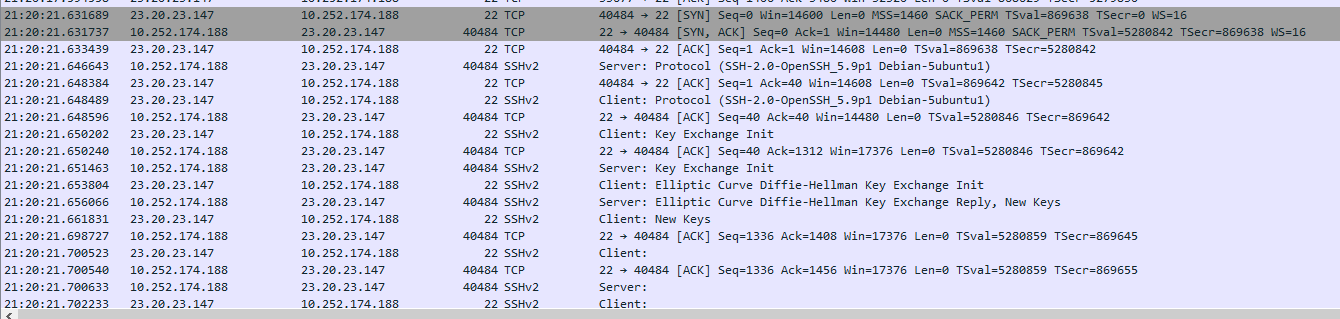 21:20:21.631689 23.20.23.147 10.252.174.188 22 TCP 40484 → 22 [SYN] Seq=0 Win=14600 Len=0 MSS=1460 SACK_PERM TSval=869638 TSecr=0 WS=16
21:20:21.631737 10.252.174.188 23.20.23.147 40484 TCP 22 → 40484 [SYN, ACK] Seq=0 Ack=1 Win=14480 Len=0 MSS=1460 SACK_PERM TSval=5280842 TSecr=869638 WS=16
21:20:21.633439 23.20.23.147 10.252.174.188 22 TCP 40484 → 22 [ACK] Seq=1 Ack=1 Win=14608 Len=0 TSval=869638 TSecr=5280842
21:20:21.646643 10.252.174.188 23.20.23.147 40484 SSHv2 Server: Protocol (SSH-2.0-OpenSSH_5.9p1 Debian-5ubuntu1)
21:20:21.648384 23.20.23.147 10.252.174.188 22 TCP 40484 → 22 [ACK] Seq=1 Ack=40 Win=14608 Len=0 TSval=869642 TSecr=5280845
21:20:21.648489 23.20.23.147 10.252.174.188 22 SSHv2 Client: Protocol (SSH-2.0-OpenSSH_5.9p1 Debian-5ubuntu1)
21:20:21.648596 10.252.174.188 23.20.23.147 40484 TCP 22 → 40484 [ACK] Seq=40 Ack=40 Win=14480 Len=0 TSval=5280846 TSecr=869642
21:20:21.650202 23.20.23.147 10.252.174.188 22 SSHv2 Client: Key Exchange Init
21:20:21.650240 10.252.174.188 23.20.23.147 40484 TCP 22 → 40484 [ACK] Seq=40 Ack=1312 Win=17376 Len=0 TSval=5280846 TSecr=869642
21:20:21.651463 10.252.174.188 23.20.23.147 40484 SSHv2 Server: Key Exchange Init
21:20:21.653804 23.20.23.147 10.252.174.188 22 SSHv2 Client: Elliptic Curve Diffie-Hellman Key Exchange Init
21:20:21.656066 10.252.174.188 23.20.23.147 40484 SSHv2 Server: Elliptic Curve Diffie-Hellman Key Exchange Reply, New Keys
21:20:21.661831 23.20.23.147 10.252.174.188 22 SSHv2 Client: New Keys
21:20:21.698727 10.252.174.188 23.20.23.147 40484 TCP 22 → 40484 [ACK] Seq=1336 Ack=1408 Win=17376 Len=0 TSval=5280859 TSecr=869645
21:20:21.700523 23.20.23.147 10.252.174.188 22 SSHv2 Client:
21:20:21.700540 10.252.174.188 23.20.23.147 40484 TCP 22 → 40484 [ACK] Seq=1336 Ack=1456 Win=17376 Len=0 TSval=5280859 TSecr=869655
21:20:21.700633 10.252.174.188 23.20.23.147 40484 SSHv2 Server:
21:20:21.702233 23.20.23.147 10.252.174.188 22 SSHv2 Client: